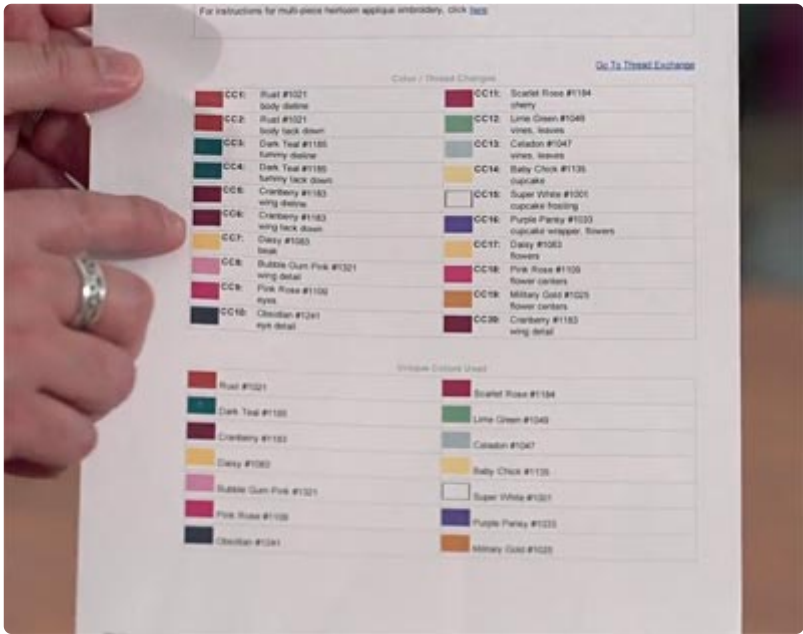 For instructions for multi-piece heirloom applique embroidery, click here
Go To Thread Exchange
Color / Thread Changes
CC1: Rust #1021
body dieline
CC2: Rust #1021
body tack down
CC3: Dark Teal #1185
tummy dieline
CC4: Dark Teal #1185
tummy tack down
CC5: Cranberry #1183
wing dieline
CC6: Cranberry #1183
wing tack down
CC7: Daisy #1083
beak
CC8: Bubble Gum Pink #1321
wing detail
CC9: Pink Rose #1109
eyes
CC10: Obsidian #1241
eye detail
CC11: Scarlet Rose #1184
cherry
CC12: Lime Green #1049
vines, leaves
CC13: Celadon #1047
vines, leaves
CC14: Baby Chick #1135
cupcake
CC15: Super White #1001
cupcake frosting
CC16: Purple Pansy #1033
cupcake wrapper, flowers
CC17: Daisy #1083
flowers
CC18: Pink Rose #1109
flower centers
CC19: Military Gold #1025
flower centers
CC20: Cranberry #1183
wing detail
Unique Colors Used
Rust #1021
Dark Teal #1185
Cranberry #1183
Daisy #1083
Bubble Gum Pink #1321
Pink Rose #1109
Obsidian #1241
Scarlet Rose #1184
Lime Green #1049
Celadon #1047
Baby Chick #1135
Super White #1001
Purple Pansy #1033
Military Gold #1025